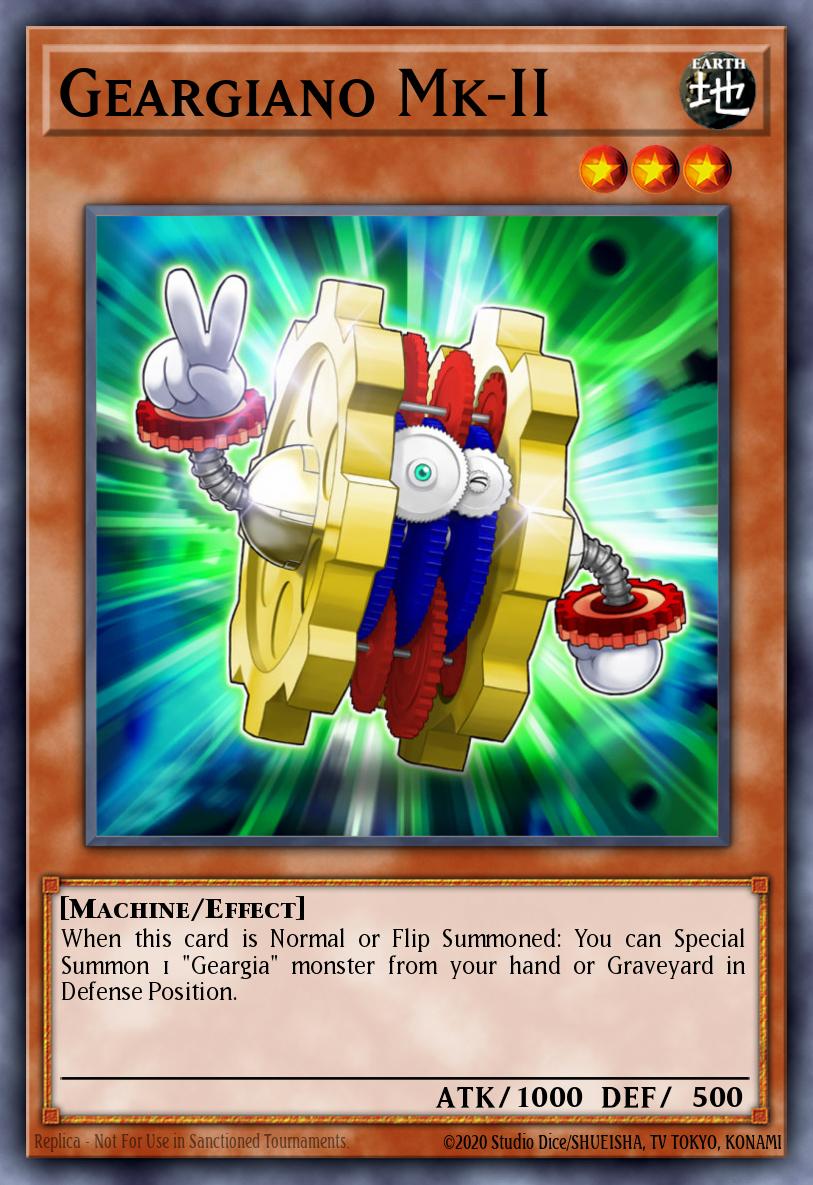 Geargiano Mk-II
EARTH
地
[Machine/Effect]
When this card is Normal or Flip Summoned: You can Special
Summon 1 "Geargia" monster from your hand or Graveyard in
Defense Position.
ATK/1000 DEF/ 500
Replica - Not For Use in Sanctioned Tournaments.
©2020 Studio Dice/SHUEISHA, TV TOKYO, KONAMI